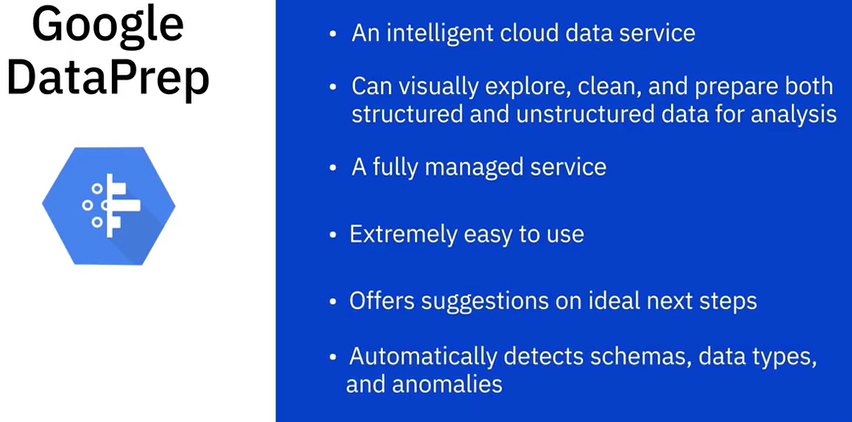 Google
DataPrep
• An intelligent cloud data service
• Can visually explore, clean, and prepare both
structured and unstructured data for analysis
• A fully managed service
• Extremely easy to use
• Offers suggestions on ideal next steps
• Automatically detects schemas, data types,
and anomalies